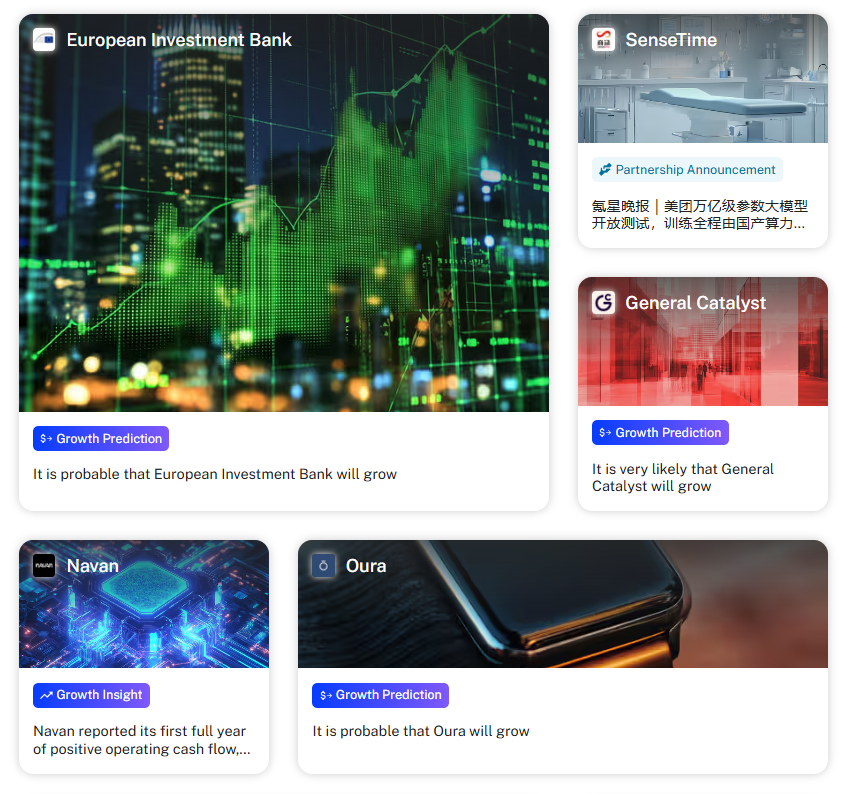 European Investment Bank
Growth Prediction
It is probable that European Investment Bank will grow
SenseTime
Partnership Announcement
氪星晚报｜美团万亿级参数大模型
开放测试，训练全程由国产算力...
General Catalyst
Growth Prediction
It is very likely that General
Catalyst will grow
NAVAN
Navan
Growth Insight
Navan reported its first full year
of positive operating cash flow,...
Oura
Growth Prediction
It is probable that Oura will grow